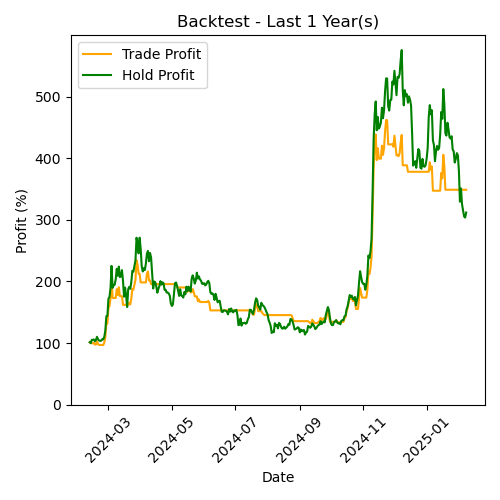 Backtest - Last 1 Year(s)
Trade Profit
Hold Profit
Profit (%)
500
400
300
200
100
0
2024-03
2024-05
2024-07
2024-09
2024-11
2025-01
Date